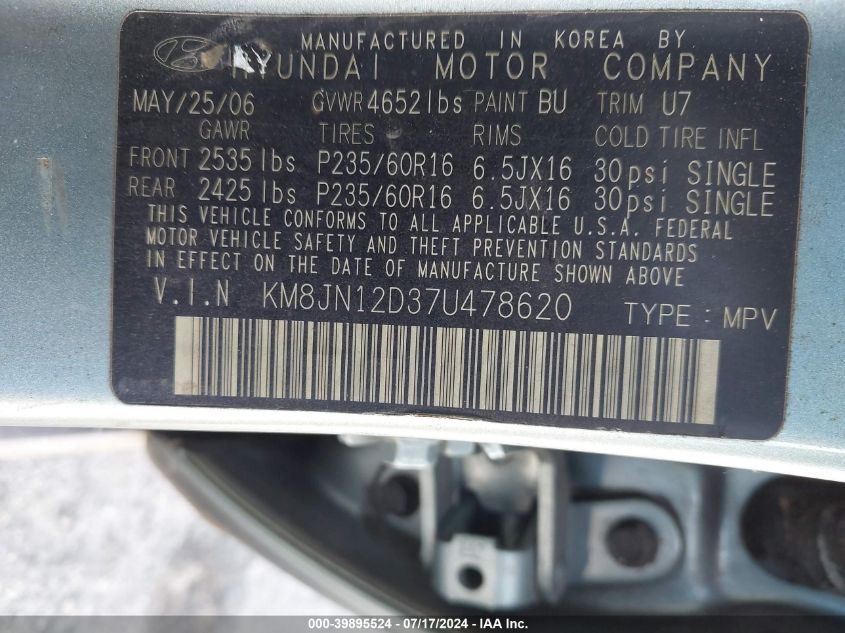 MANUFACTURED IN KOREA BY
HYUNDAI MOTOR COMPANY
MAY/25/06 GVWR 4652 lbs PAINT BU TRIM U7
GAWR TIRES RIMS COLD TIRE INFL
FRONT 2535 lbs P235/60R16 6.5JX16 30psi SINGLE
REAR 2425 lbs P235/60R16 6.5JX16 30psi SINGLE
THIS VEHICLE CONFORMS TO ALL APPLICABLE U.S.A. FEDERAL
MOTOR VEHICLE SAFETY AND THEFT PREVENTION STANDARDS
IN EFFECT ON THE DATE OF MANUFACTURE SHOWN ABOVE
V.I.N KM8JN12D37U478620 TYPE : MPV
000-39895524 - 07/17/2024 - IAA Inc.